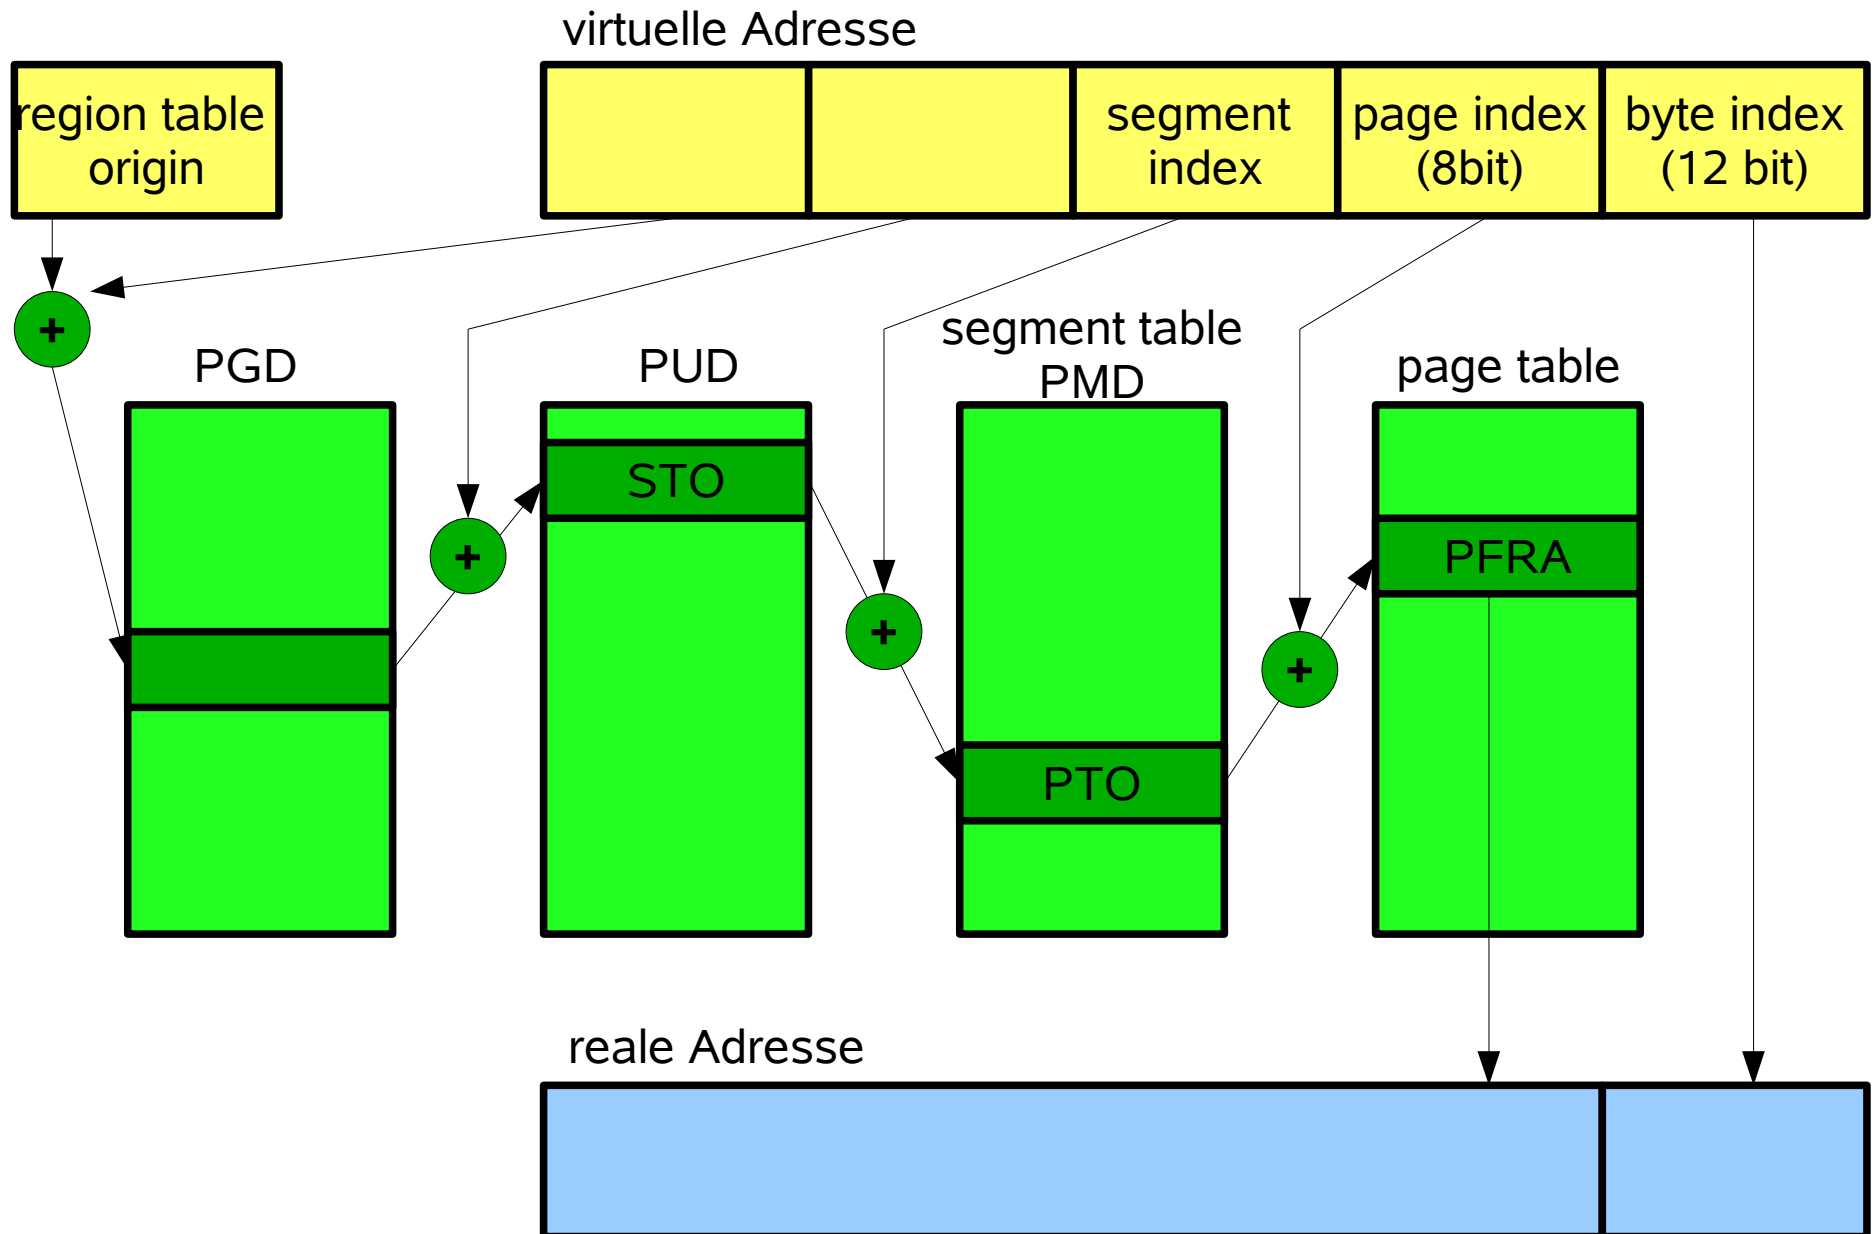 virtuelle Adresse
region table
origin
segment
index
page index
(8bit)
byte index
(12 bit)
+
PGD
PUD
segment table
PMD
page table
STO
+
PFRA
+
+
PTO
reale Adresse